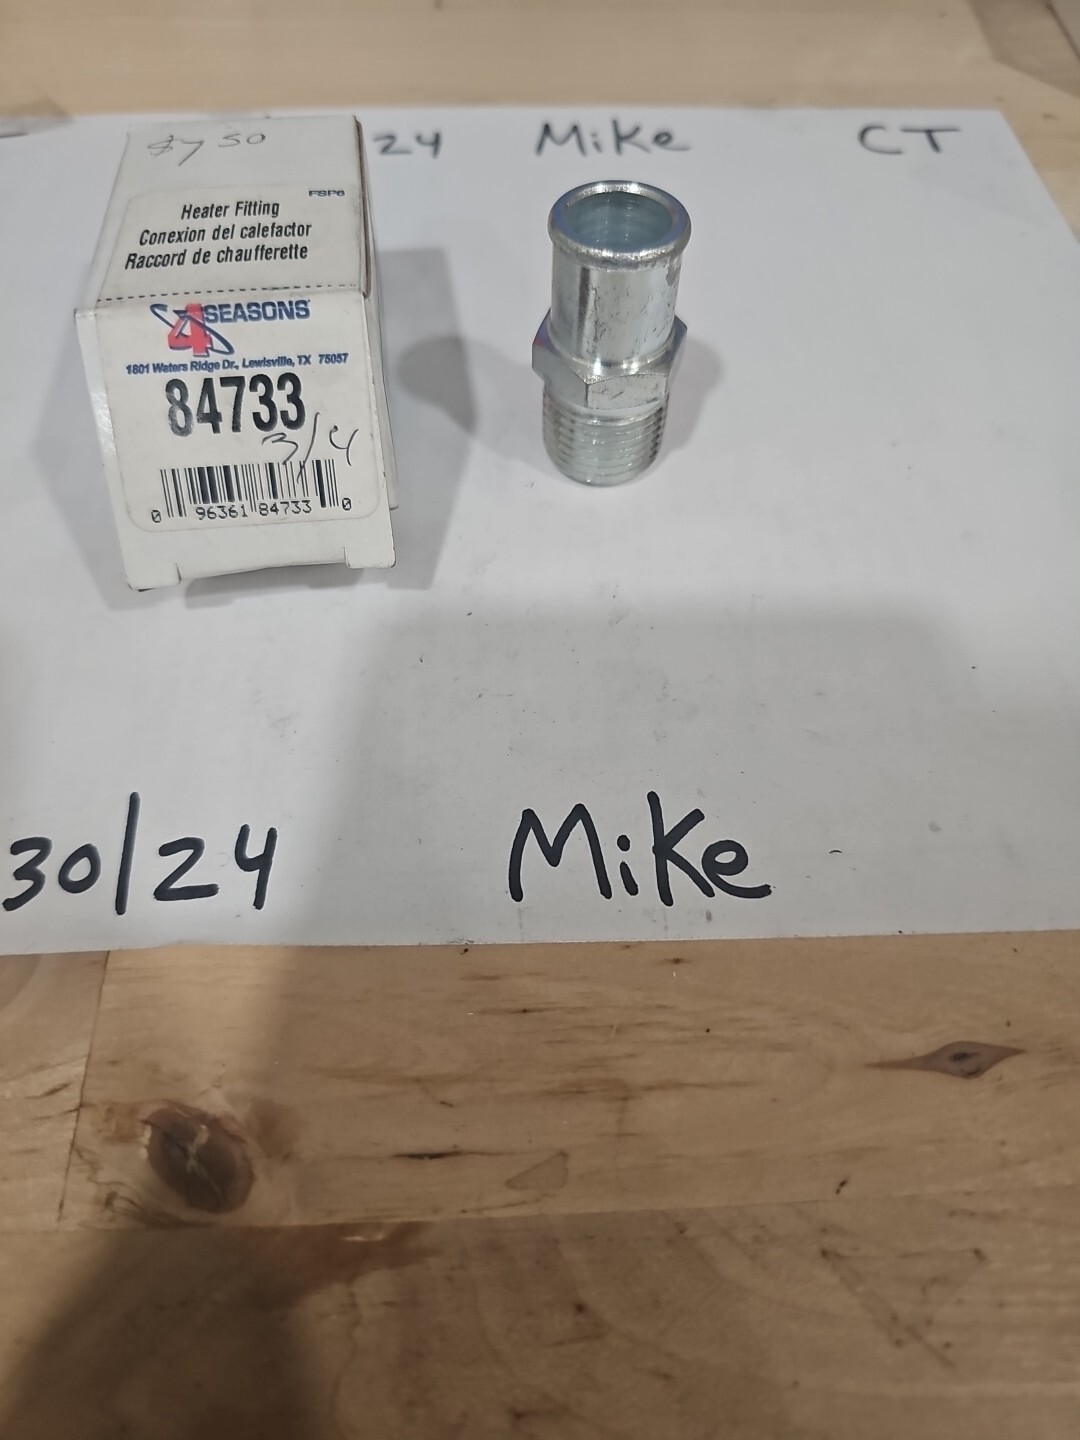 $7 50
24 Mike CT
FSP6
Heater Fitting
Conexion del calefactor
Raccord de chaufferette
4 SEASONS
1801 Waters Ridge Dr., Lewisville, TX 75057
84733
3/4
0 96361 84733 0
30/24 Mike